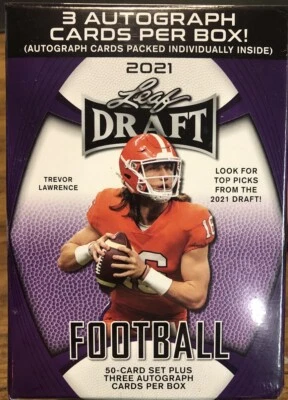 3 AUTOGRAPH
CARDS PER BOX!
(AUTOGRAPH CARDS PACKED INDIVIDUALLY INSIDE)
2021
Leaf
DRAFT
TREVOR
LAWRENCE
LOOK FOR
TOP PICKS
FROM THE
2021 DRAFT!
16
FOOTBALL
50-CARD SET PLUS
THREE AUTOGRAPH
CARDS PER BOX